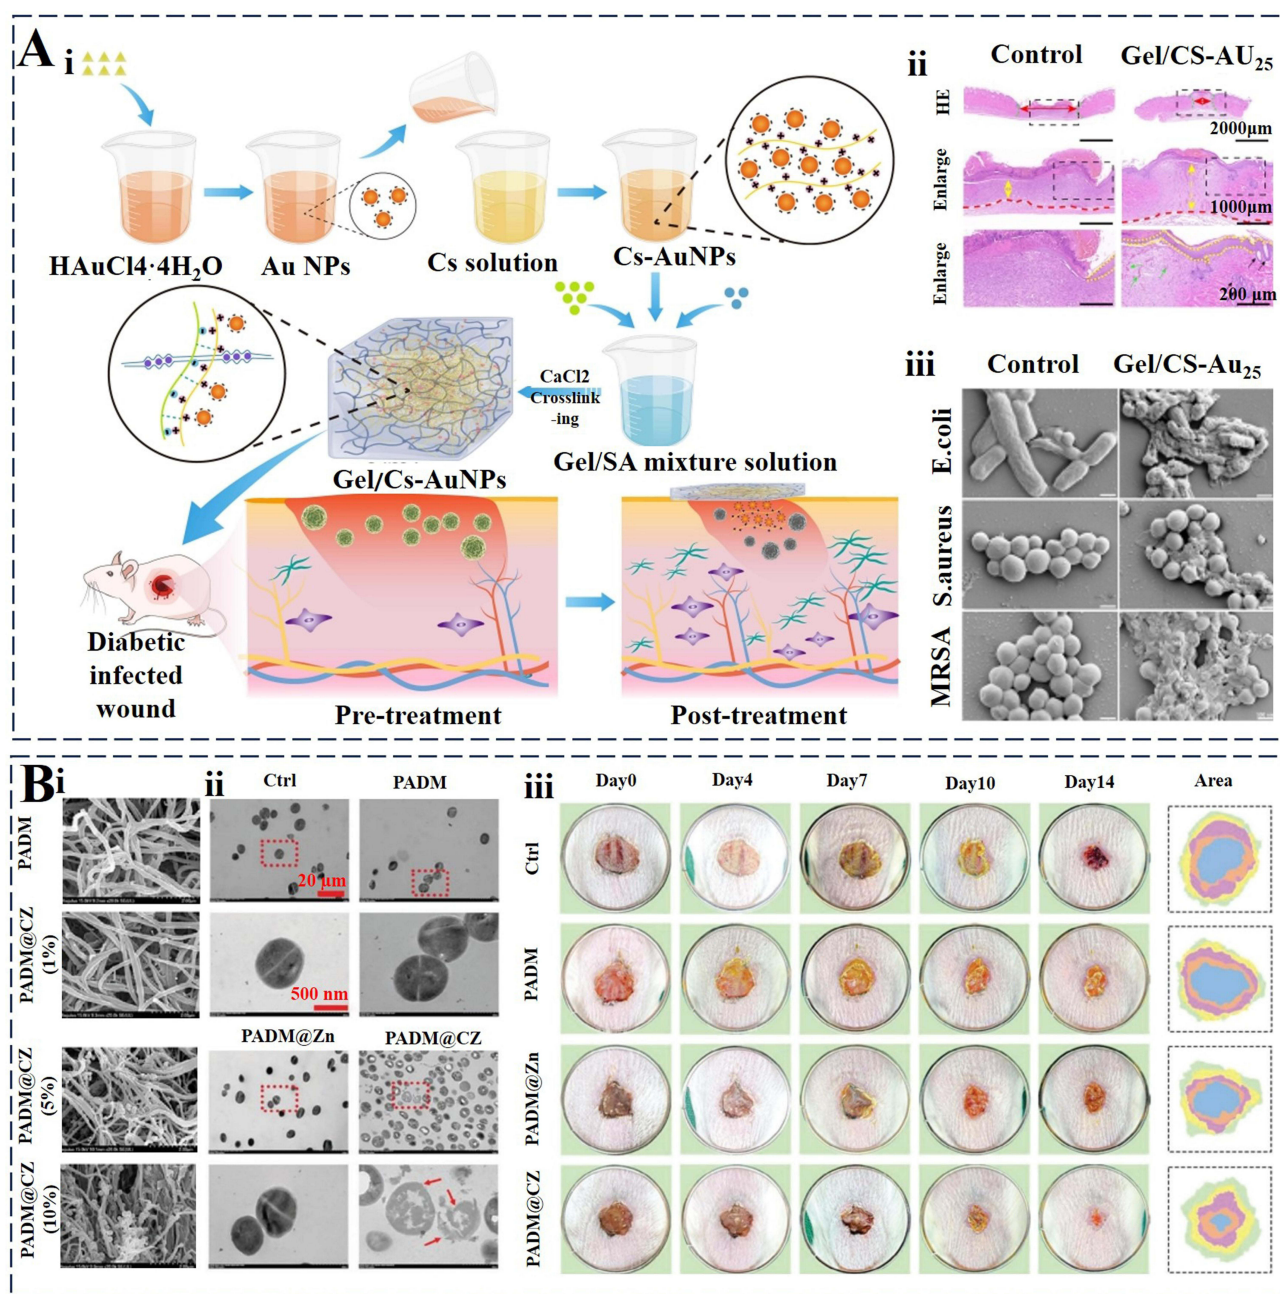 A
i
HAuCl4·4H2O
Au NPs
Cs solution
Cs-AuNPs
CaCl2
Crosslink
-ing
Gel/Cs-AuNPs
Gel/SA mixture solution
Diabetic
infected
wound
Pre-treatment
Post-treatment
ii
Control
Gel/CS-AU25
HE
2000μm
Enlarge
1000μm
Enlarge
200 μm
iii
Control
Gel/CS-Au25
E.coli
S.aureus
MRSA
B
i
PADM
PADM@CZ
(1%)
PADM@CZ
(5%)
PADM@CZ
(10%)
ii
Ctrl
PADM
20 μm
500 nm
PADM@Zn
PADM@CZ
iii
Day0
Day4
Day7
Day10
Day14
Area
Ctrl
PADM
PADM@Zn
PADM@CZ